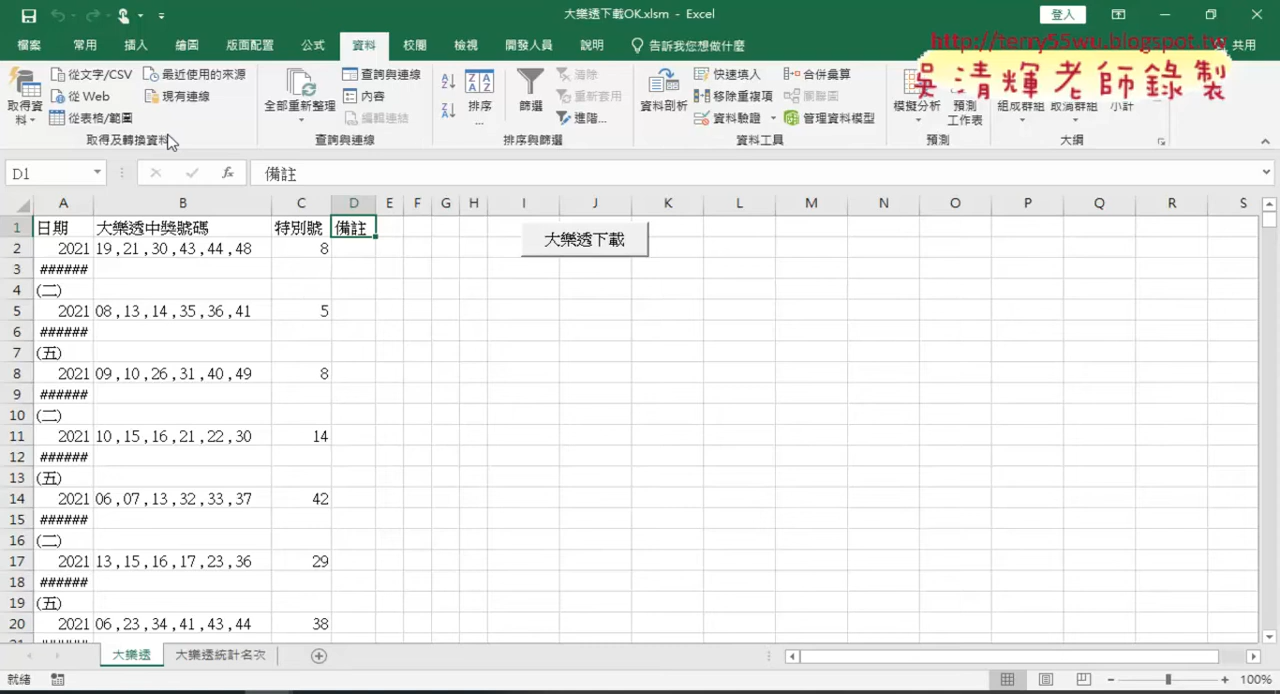 大樂透下載OK.xlsm - Excel
登入
檔案 常用 插入 繪圖 版面配置 公式 資料 校閱 檢視 開發人員 說明 告訴我您想做什麼 共用
http://terry55wu.blogspot.tw
吳清輝老師錄製
取得資料
從文字/CSV
從 Web
從表格/範圍
最近使用的來源
現有連線
取得及轉換資料
全部重新整理
查詢與連線
內容
編輯連結
查詢與連線
排序...
篩選
清除
重新套用
進階...
排序與篩選
資料剖析
快速填入
移除重複項
資料驗證
合併彙算
關聯圖
管理資料模型
資料工具
模擬分析
預測工作表
預測
組成群組
取消群組
小計
大綱
D1 fx 備註
A B C D E F G H I J K L M N O P Q R S
1 日期 大樂透中獎號碼 特別號 備註
大樂透下載
2 2021 19,21,30,43,44,48 8
3 ######
4 (二)
5 2021 08,13,14,35,36,41 5
6 ######
7 (五)
8 2021 09,10,26,31,40,49 8
9 ######
10 (二)
11 2021 10,15,16,21,22,30 14
12 ######
13 (五)
14 2021 06,07,13,32,33,37 42
15 ######
16 (二)
17 2021 13,15,16,17,23,36 29
18 ######
19 (五)
20 2021 06,23,34,41,43,44 38
大樂透 大樂透統計名次
就緒
100%